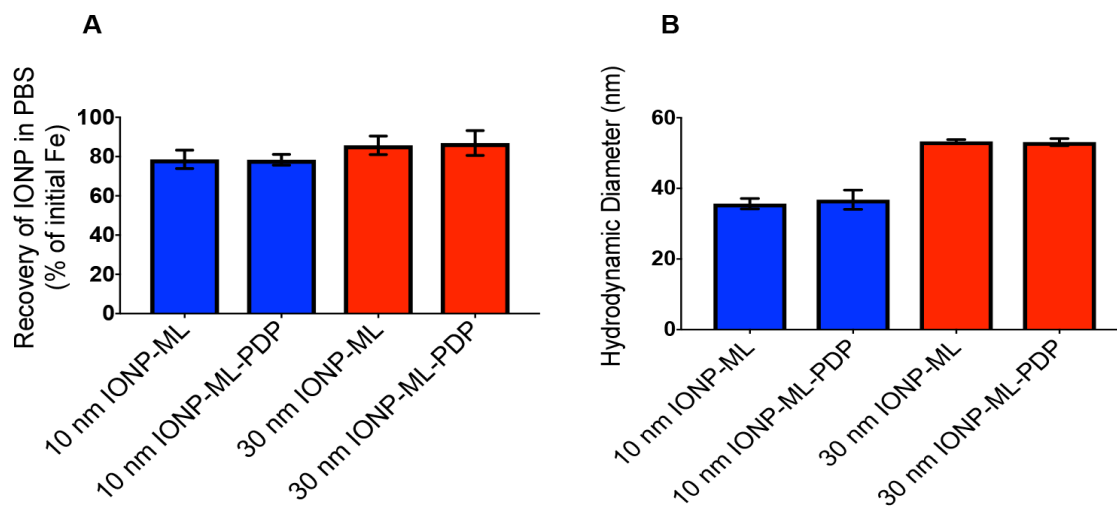 A
Recovery of IONP in PBS
(% of initial Fe)
100
80
60
40
20
0
10 nm IONP-ML
10 nm IONP-ML-PDP
30 nm IONP-ML
30 nm IONP-ML-PDP
B
Hydrodynamic Diameter (nm)
60
40
20
0
10 nm IONP-ML
10 nm IONP-ML-PDP
30 nm IONP-ML
30 nm IONP-ML-PDP